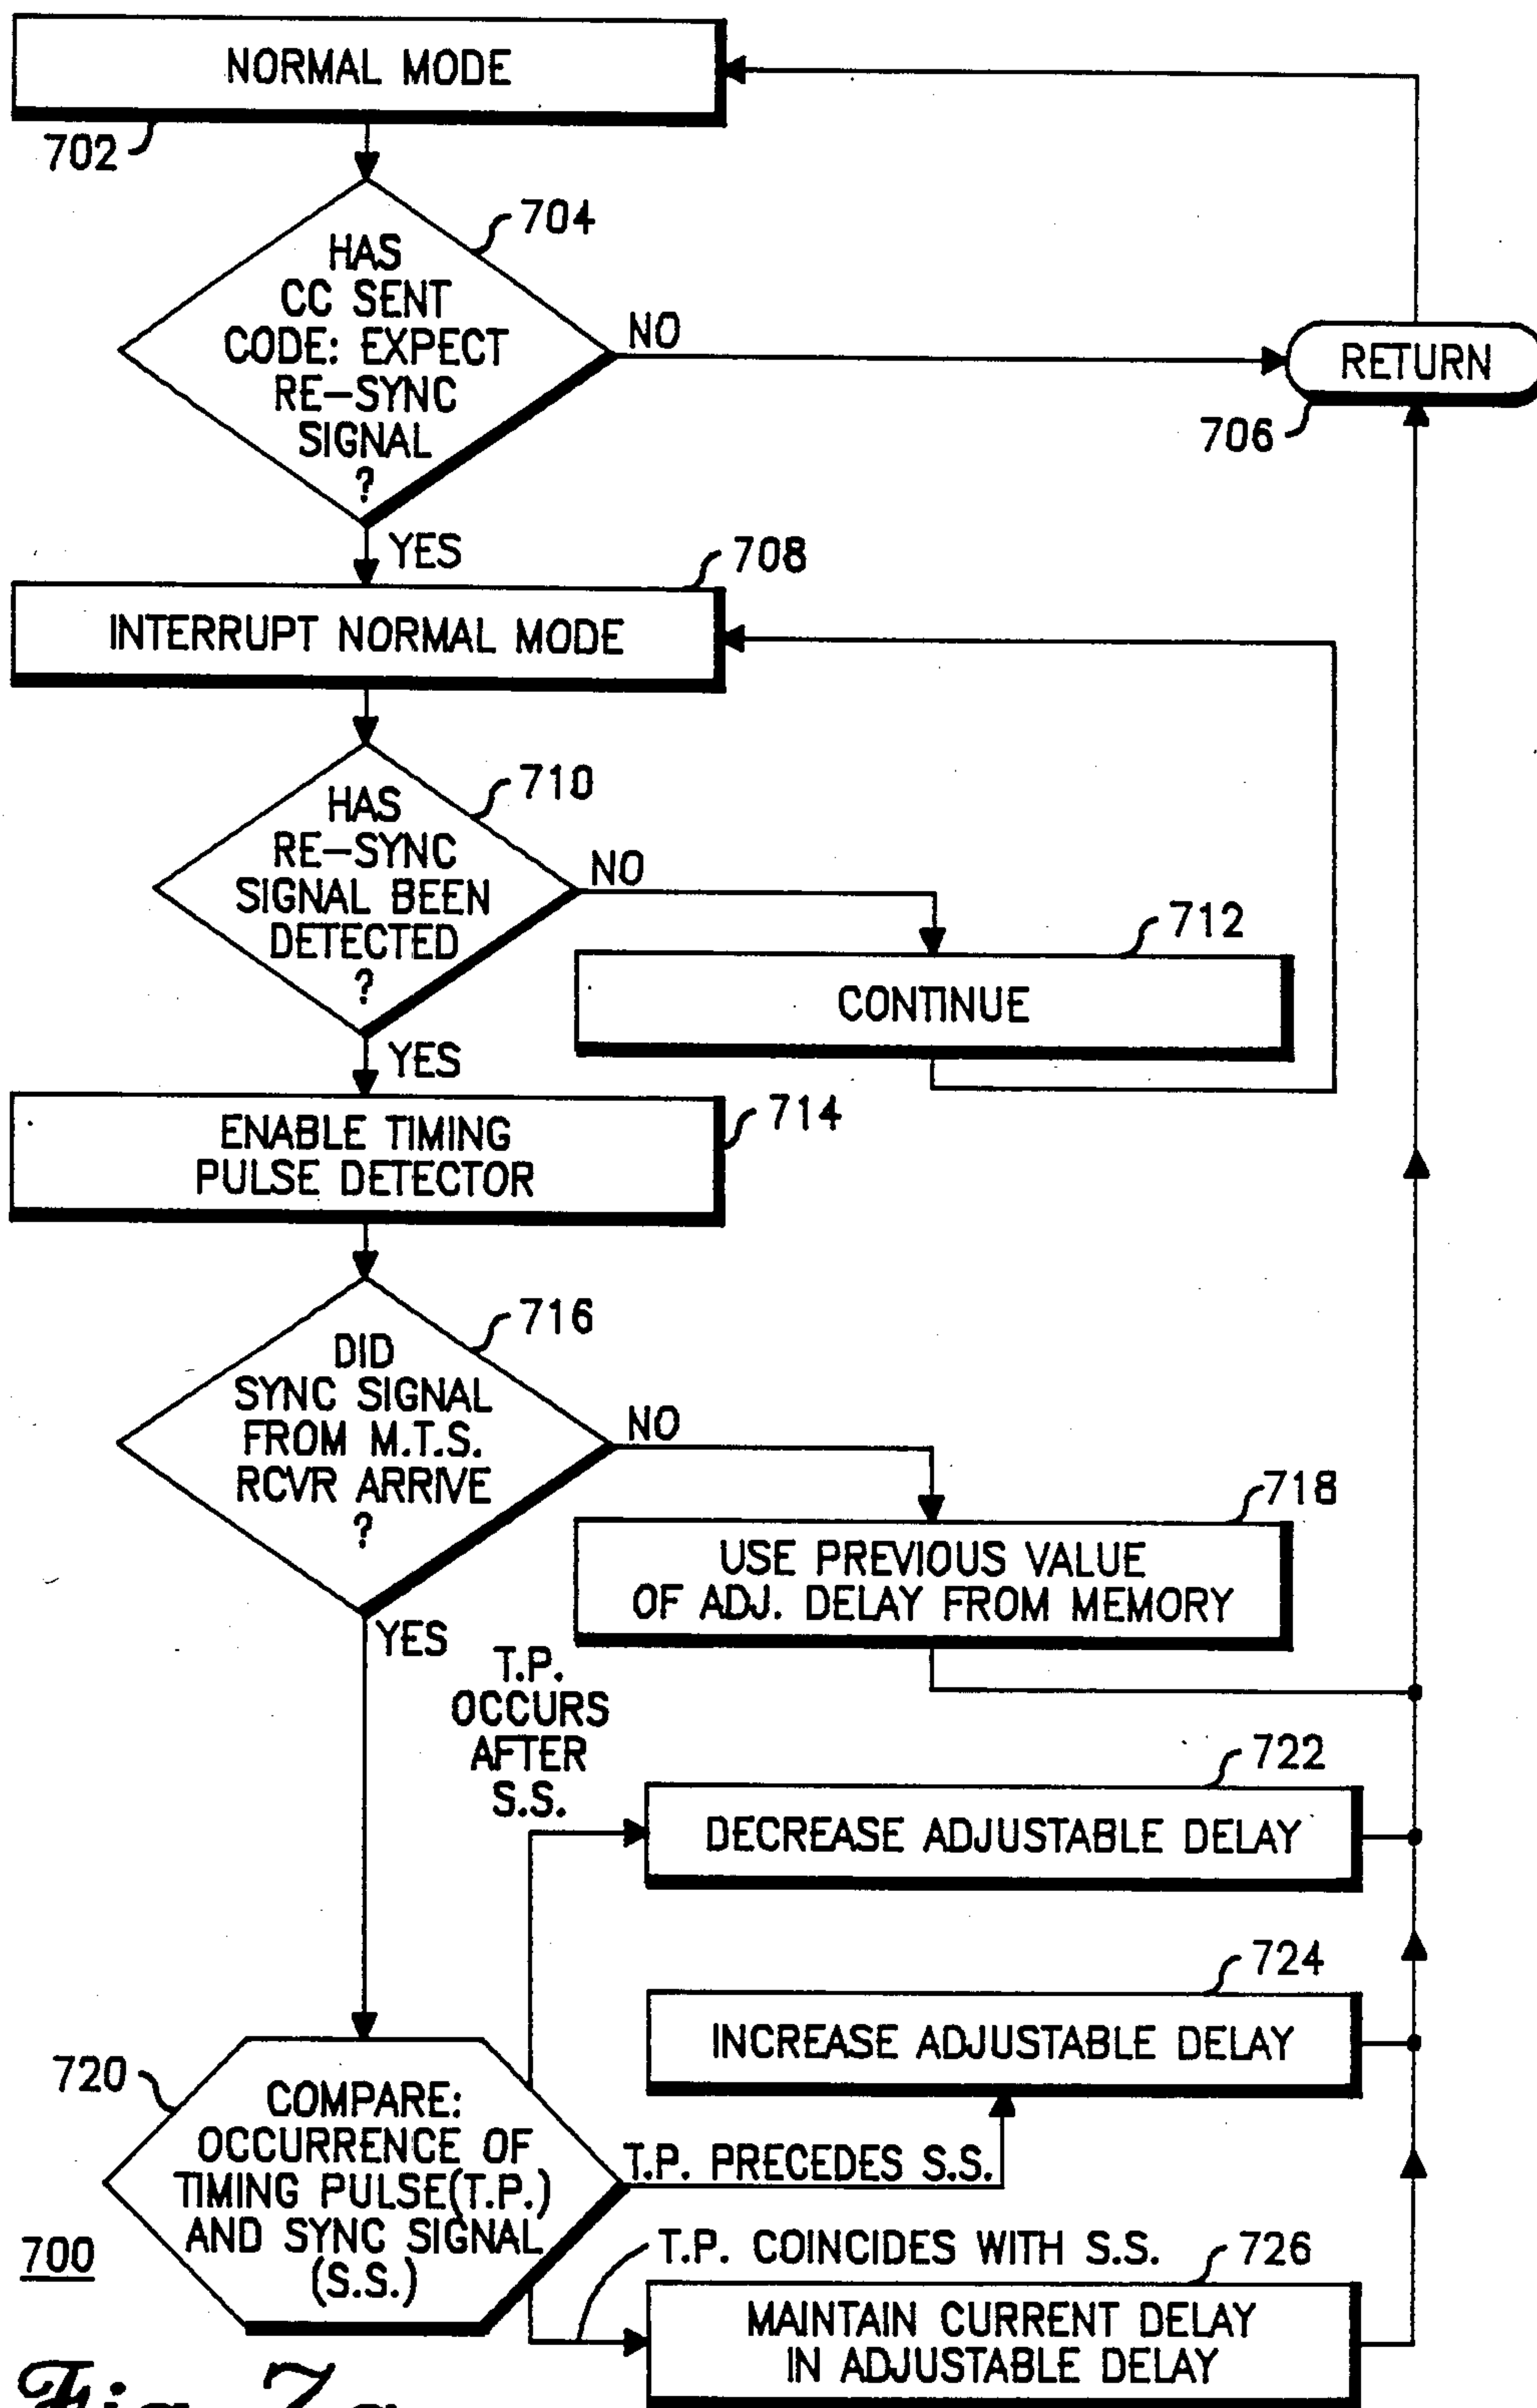 NORMAL MODE
702
704
HAS
CC SENT
CODE: EXPECT
RE-SYNC
SIGNAL
?
NO
RETURN
706
YES
708
INTERRUPT NORMAL MODE
710
HAS
RE-SYNC
SIGNAL BEEN
DETECTED
?
NO
712
CONTINUE
YES
714
ENABLE TIMING
PULSE DETECTOR
716
DID
SYNC SIGNAL
FROM M.T.S.
RCVR ARRIVE
?
NO
718
USE PREVIOUS VALUE
OF ADJ. DELAY FROM MEMORY
YES
T.P.
OCCURS
AFTER
S.S.
722
DECREASE ADJUSTABLE DELAY
724
INCREASE ADJUSTABLE DELAY
720
COMPARE:
OCCURRENCE OF
TIMING PULSE(T.P.)
AND SYNC SIGNAL
(S.S.)
T.P. PRECEDES S.S.
T.P. COINCIDES WITH S.S.
726
MAINTAIN CURRENT DELAY
IN ADJUSTABLE DELAY
700
Fig. 7a